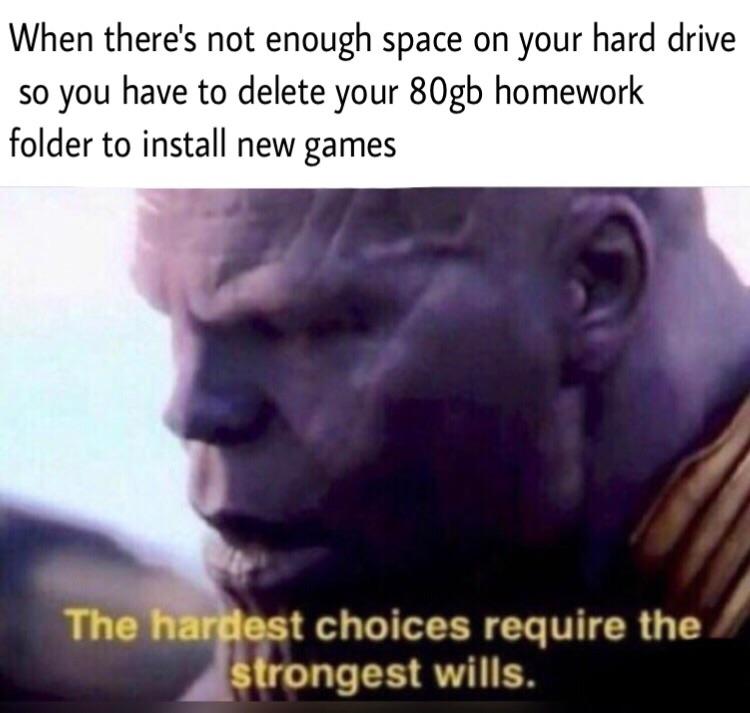 When there's not enough space on your hard drive
so you have to delete your 80gb homework
folder to install new games
The hardest choices require the
strongest wills.